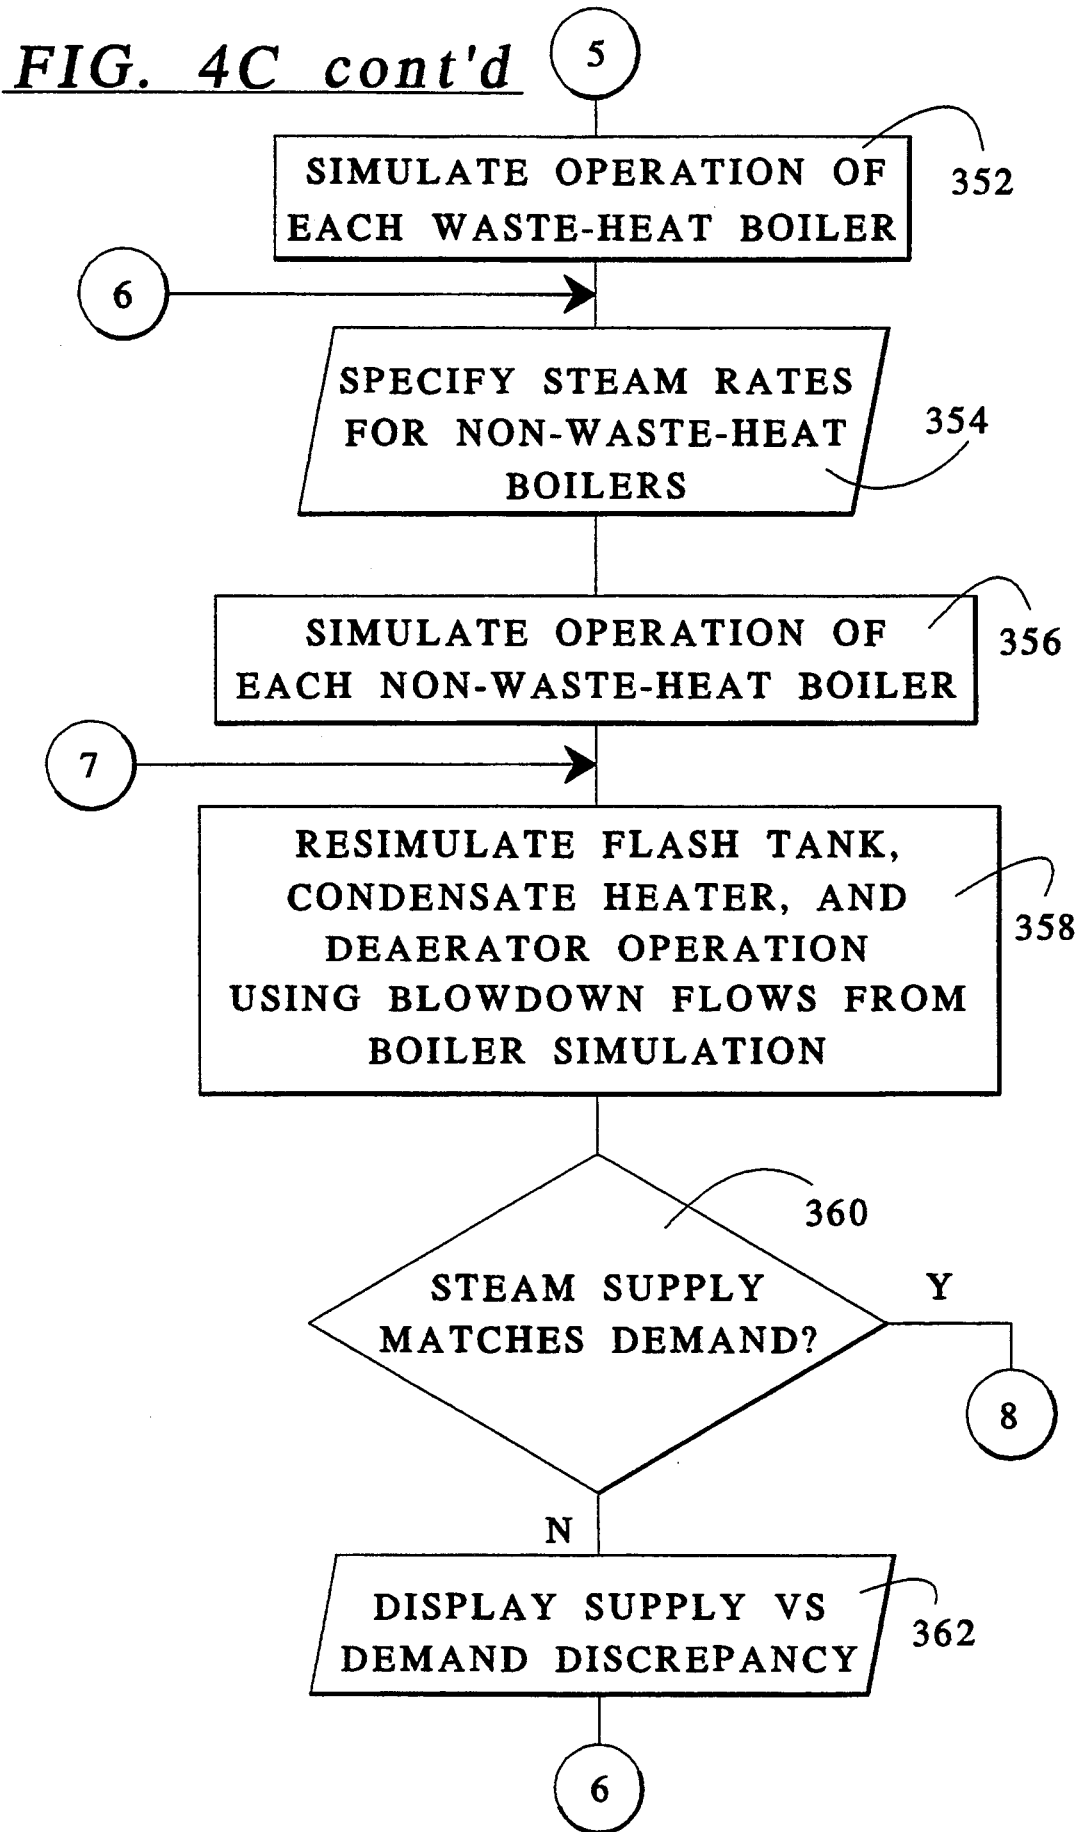 FIG. 4C cont'd
5
SIMULATE OPERATION OF
EACH WASTE-HEAT BOILER
352
6
SPECIFY STEAM RATES
FOR NON-WASTE-HEAT
BOILERS
354
SIMULATE OPERATION OF
EACH NON-WASTE-HEAT BOILER
356
7
RESIMULATE FLASH TANK,
CONDENSATE HEATER, AND
DEAERATOR OPERATION
USING BLOWDOWN FLOWS FROM
BOILER SIMULATION
358
360
STEAM SUPPLY
MATCHES DEMAND?
Y
8
N
DISPLAY SUPPLY VS
DEMAND DISCREPANCY
362
6